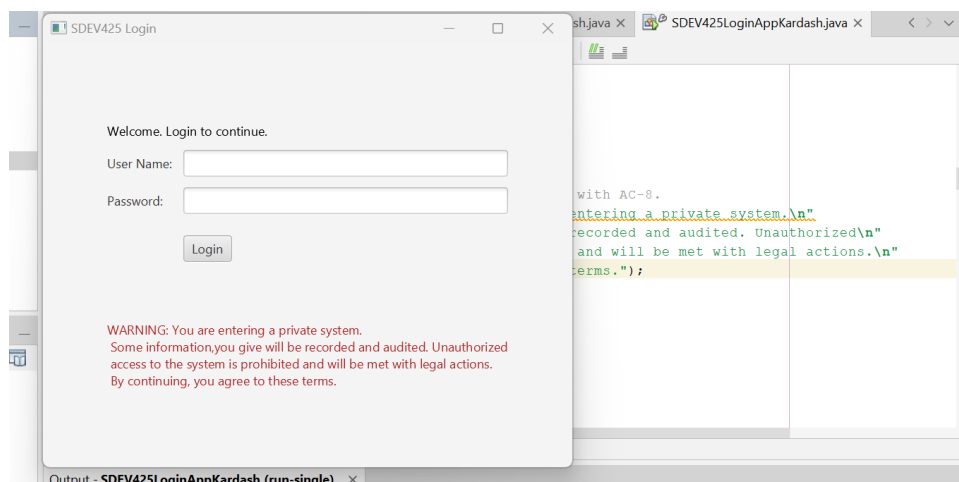 SDEV425 Login
sh.java
SDEV425LoginAppKardash.java
Welcome. Login to continue.
User Name:
Password:
Login
WARNING: You are entering a private system.
Some information,you give will be recorded and audited. Unauthorized
access to the system is prohibited and will be met with legal actions.
By continuing, you agree to these terms.
with AC-8.
entering a private system.\n"
recorded and audited. Unauthorized\n"
and will be met with legal actions.\n"
terms.");
Output - SDEV425LoginAppKardash (run-single)